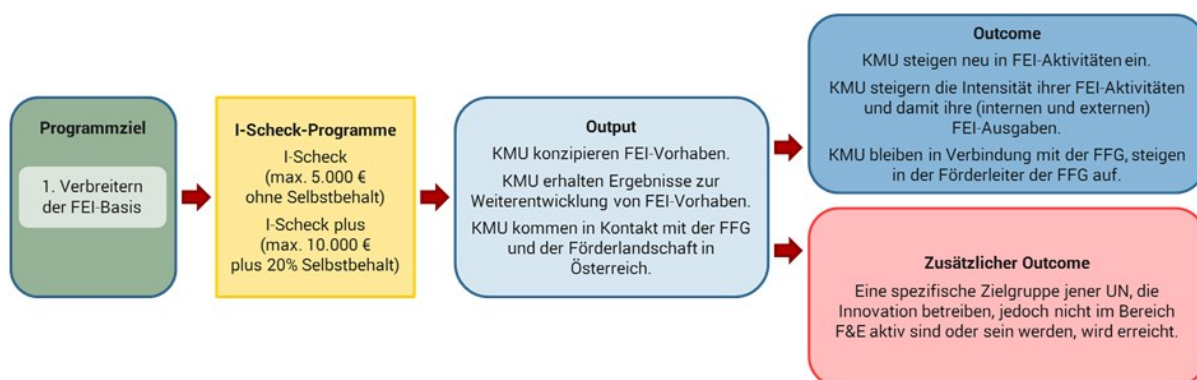 Programmziel
1. Verbreitern
der FEI-Basis
I-Scheck-Programme
I-Scheck
(max. 5.000 €
ohne Selbstbehalt)
I-Scheck plus
(max. 10.000 €
plus 20% Selbstbehalt)
Output
KMU konzipieren FEI-Vorhaben.
KMU erhalten Ergebnisse zur
Weiterentwicklung von FEI-Vorhaben.
KMU kommen in Kontakt mit der FFG
und der Förderlandschaft in
Österreich.
Outcome
KMU steigen neu in FEI-Aktivitäten ein.
KMU steigern die Intensität ihrer FEI-Aktivitäten
und damit ihre (internen und externen)
FEI-Ausgaben.
KMU bleiben in Verbindung mit der FFG, steigen
in der Förderleiter der FFG auf.
Zusätzlicher Outcome
Eine spezifische Zielgruppe jener UN, die
Innovation betreiben, jedoch nicht im Bereich
F&E aktiv sind oder sein werden, wird erreicht.